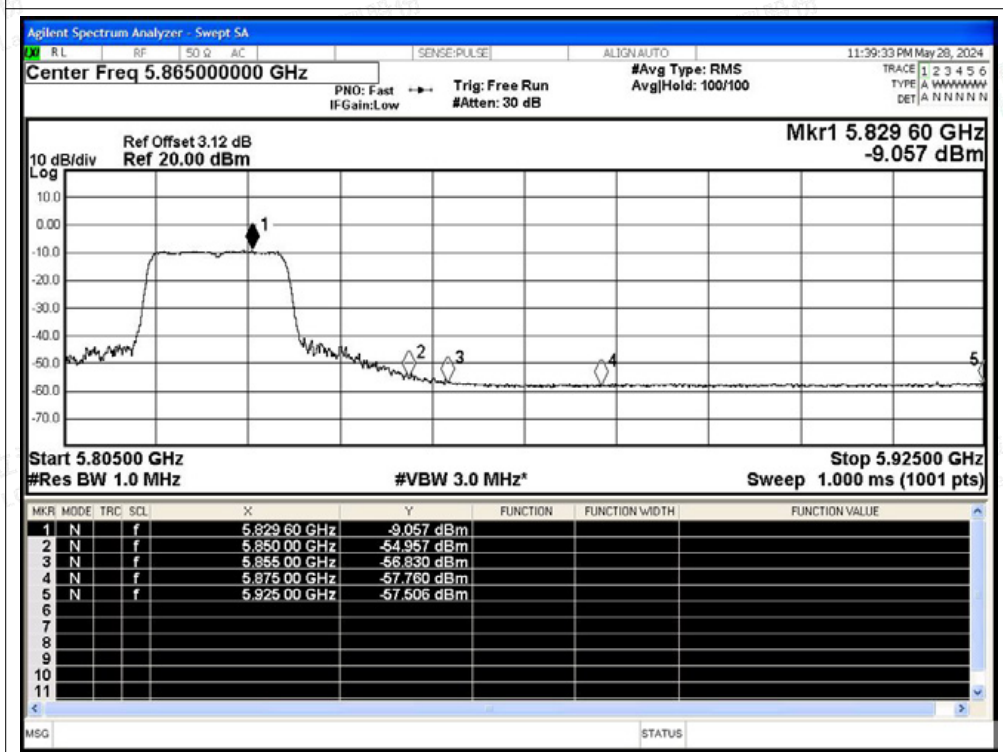 Agilent Spectrum Analyzer - Swept SA
LXI RL RF 50 Ω AC SENSE:PULSE ALIGNAUTO 11:39:33 PM May 28, 2024
Center Freq 5.865000000 GHz
PNO: Fast
IFGain:Low
Trig: Free Run
#Atten: 30 dB
#Avg Type: RMS
Avg|Hold: 100/100
TRACE 1 2 3 4 5 6
TYPE A WWWWW
DET A N N N N N
Mkr1 5.829 60 GHz
-9.057 dBm
Ref Offset 3.12 dB
10 dB/div Ref 20.00 dBm
Log
10.0
0.00
-10.0
-20.0
-30.0
-40.0
-50.0
-60.0
-70.0
1
2
3
4
5
Start 5.80500 GHz Stop 5.92500 GHz
#Res BW 1.0 MHz #VBW 3.0 MHz* Sweep 1.000 ms (1001 pts)
MKR MODE TRC SCL X Y FUNCTION FUNCTION WIDTH FUNCTION VALUE
1 N f 5.829 60 GHz -9.057 dBm
2 N f 5.850 00 GHz -54.957 dBm
3 N f 5.855 00 GHz -56.830 dBm
4 N f 5.875 00 GHz -57.760 dBm
5 N f 5.925 00 GHz -57.506 dBm
6
7
8
9
10
11
MSG STATUS